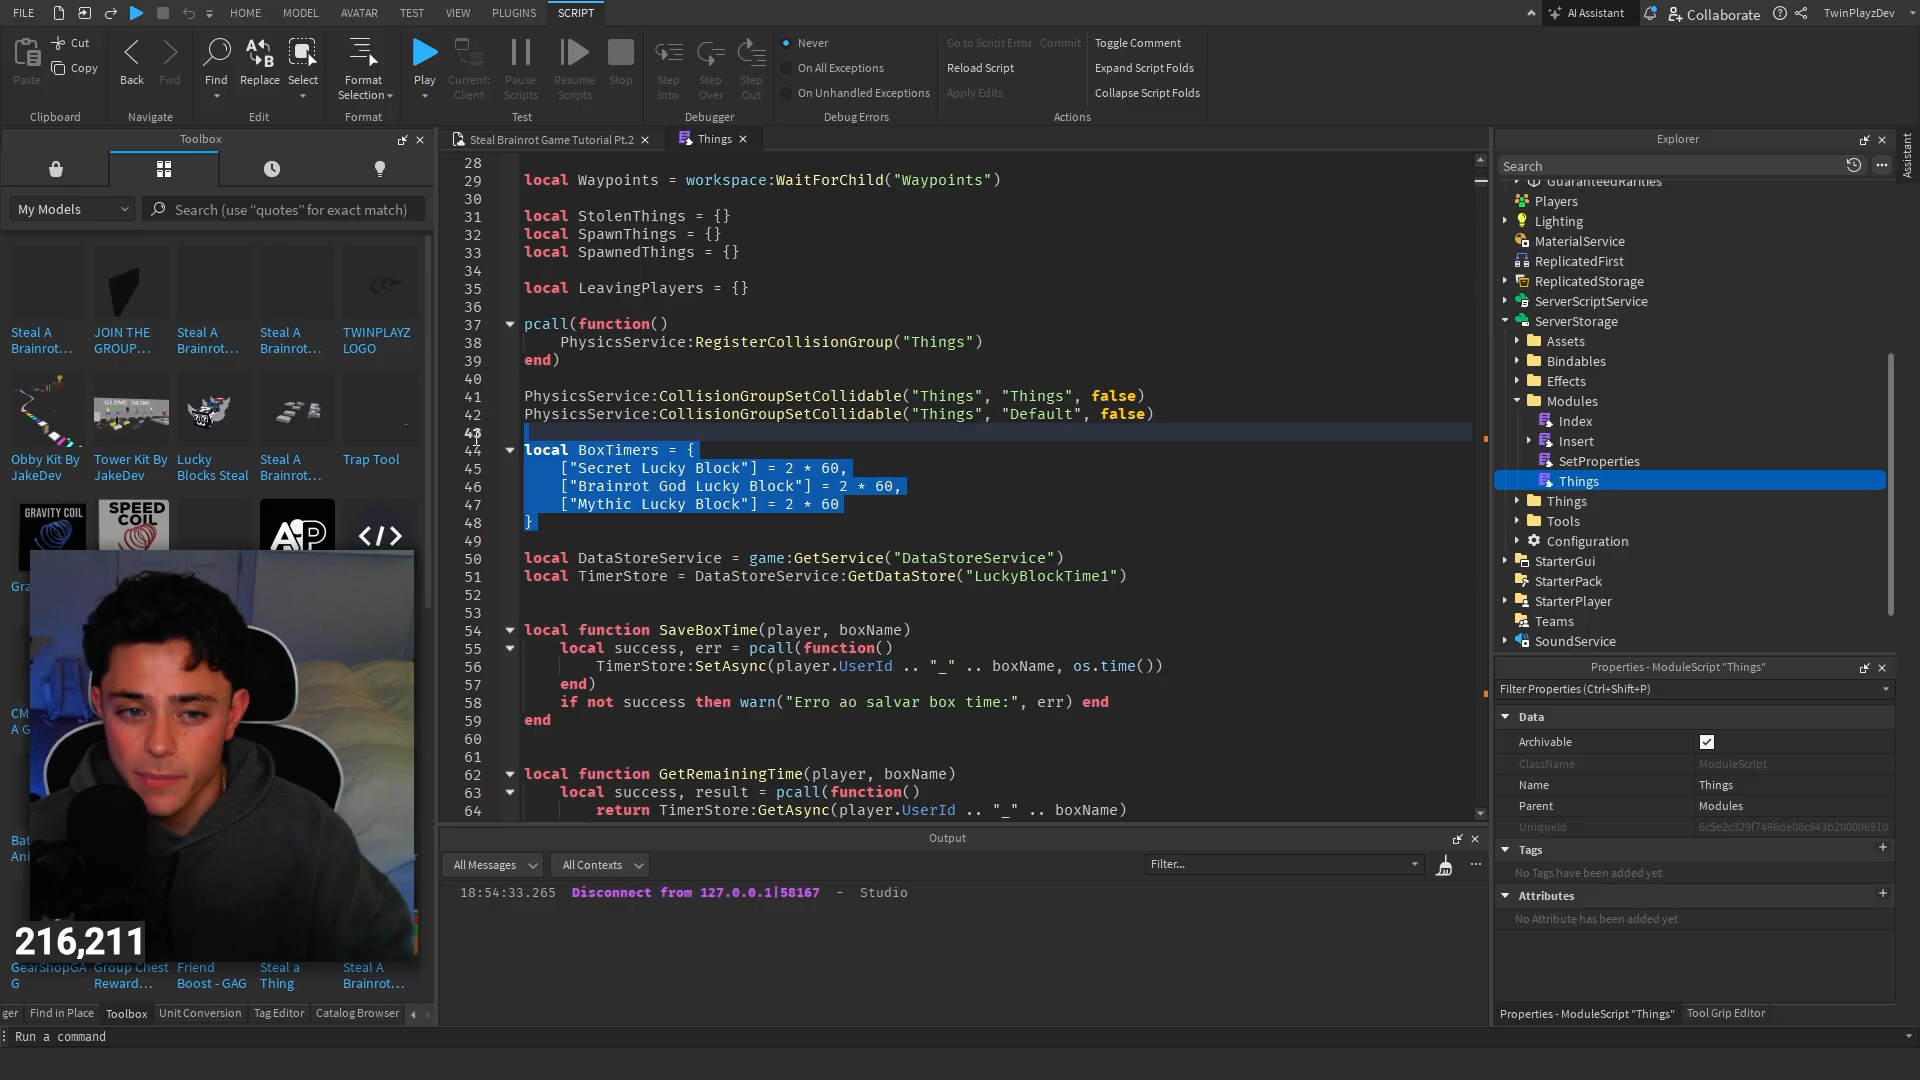 FILE
HOME
MODEL
AVATAR
TEST
VIEW
PLUGINS
SCRIPT
AI Assistant
Collaborate
TwinPlayzDev
Paste
Cut
Copy
Clipboard
Back
Fwd
Navigate
Find
Replace
Select
Edit
Format
Selection
Format
Play
Current:
Client
Pause
Scripts
Resume
Scripts
Stop
Test
Step
Into
Step
Over
Step
Out
Debugger
Never
On All Exceptions
On Unhandled Exceptions
Debug Errors
Go to Script Error
Commit
Reload Script
Apply Edits
Toggle Comment
Expand Script Folds
Collapse Script Folds
Actions
Toolbox
My Models
Search (use “quotes” for exact match)
Steal A
Brainrot...
JOIN THE
GROUP...
Steal A
Brainrot...
Steal A
Brainrot...
TWINPLAYZ
LOGO
Obby Kit By
JakeDev
Tower Kit By
JakeDev
Lucky
Blocks Steal
Steal A
Brainrot...
Trap Tool
GRAVITY COIL
SPEED
COIL
216,211
GearShopGA
G
Group Chest
Reward...
Friend
Boost - GAG
Steal a
Thing
Steal A
Brainrot...
ger
Find in Place
Toolbox
Unit Conversion
Tag Editor
Catalog Browser
Run a command
Steal Brainrot Game Tutorial Pt.2
Things
28
29 local Waypoints = workspace:WaitForChild("Waypoints")
30
31 local StolenThings = {}
32 local SpawnThings = {}
33 local SpawnedThings = {}
34
35 local LeavingPlayers = {}
36
37 pcall(function()
38 PhysicsService:RegisterCollisionGroup("Things")
39 end)
40
41 PhysicsService:CollisionGroupSetCollidable("Things", "Things", false)
42 PhysicsService:CollisionGroupSetCollidable("Things", "Default", false)
43
44 local BoxTimers = {
45 ["Secret Lucky Block"] = 2 * 60,
46 ["Brainrot God Lucky Block"] = 2 * 60,
47 ["Mythic Lucky Block"] = 2 * 60
48 }
49
50 local DataStoreService = game:GetService("DataStoreService")
51 local TimerStore = DataStoreService:GetDataStore("LuckyBlockTime1")
52
53
54 local function SaveBoxTime(player, boxName)
55 local success, err = pcall(function()
56 TimerStore:SetAsync(player.UserId .. "_" .. boxName, os.time())
57 end)
58 if not success then warn("Erro ao salvar box time:", err) end
59 end
60
61
62 local function GetRemainingTime(player, boxName)
63 local success, result = pcall(function()
64 return TimerStore:GetAsync(player.UserId .. "_" .. boxName)
Output
All Messages
All Contexts
Filter...
18:54:33.265 Disconnect from 127.0.0.1|58167 - Studio
Explorer
Assistant
Search
GuaranteedRarities
Players
Lighting
MaterialService
ReplicatedFirst
ReplicatedStorage
ServerScriptService
ServerStorage
Assets
Bindables
Effects
Modules
Index
Insert
SetProperties
Things
Things
Tools
Configuration
StarterGui
StarterPack
StarterPlayer
Teams
SoundService
Properties - ModuleScript "Things"
Filter Properties (Ctrl+Shift+P)
Data
Archivable
ClassName ModuleScript
Name Things
Parent Modules
UniqueId 6c5e2c329f7496de08c643b200006910
Tags
No Tags have been added yet
Attributes
No Attribute has been added yet
Properties - ModuleScript "Things"
Tool Grip Editor